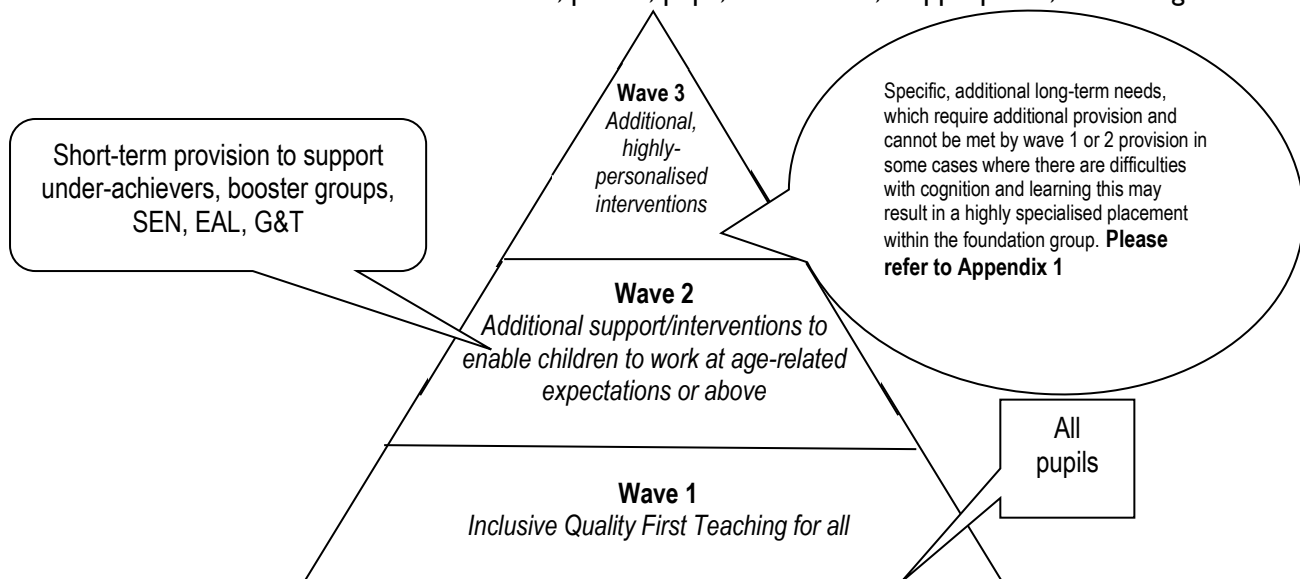 Wave 3
Additional,
highly-
personalised
interventions
Specific, additional long-term needs,
which require additional provision and
cannot be met by wave 1 or 2 provision in
some cases where there are difficulties
with cognition and learning this may
result in a highly specialised placement
within the foundation group. Please
refer to Appendix 1
Short-term provision to support
under-achievers, booster groups,
SEN, EAL, G&T
Wave 2
Additional support/interventions to
enable children to work at age-related
expectations or above
All
pupils
Wave 1
Inclusive Quality First Teaching for all